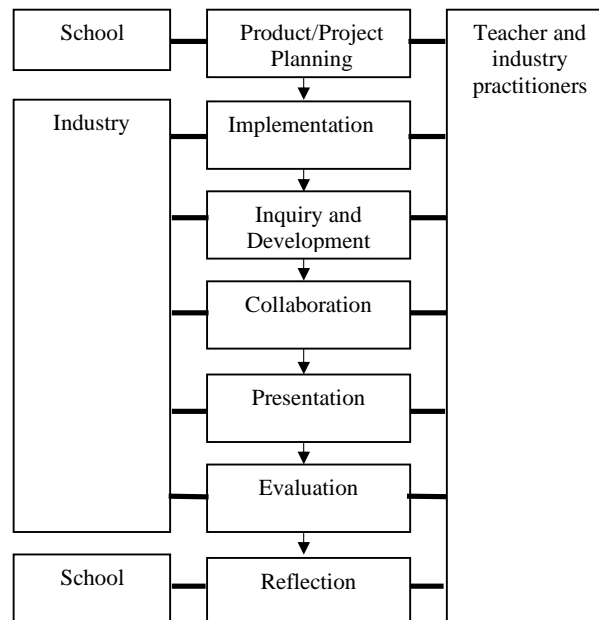 School
Product/Project
Planning
Teacher and
industry
practitioners
Industry
Implementation
Inquiry and
Development
Collaboration
Presentation
Evaluation
School
Reflection